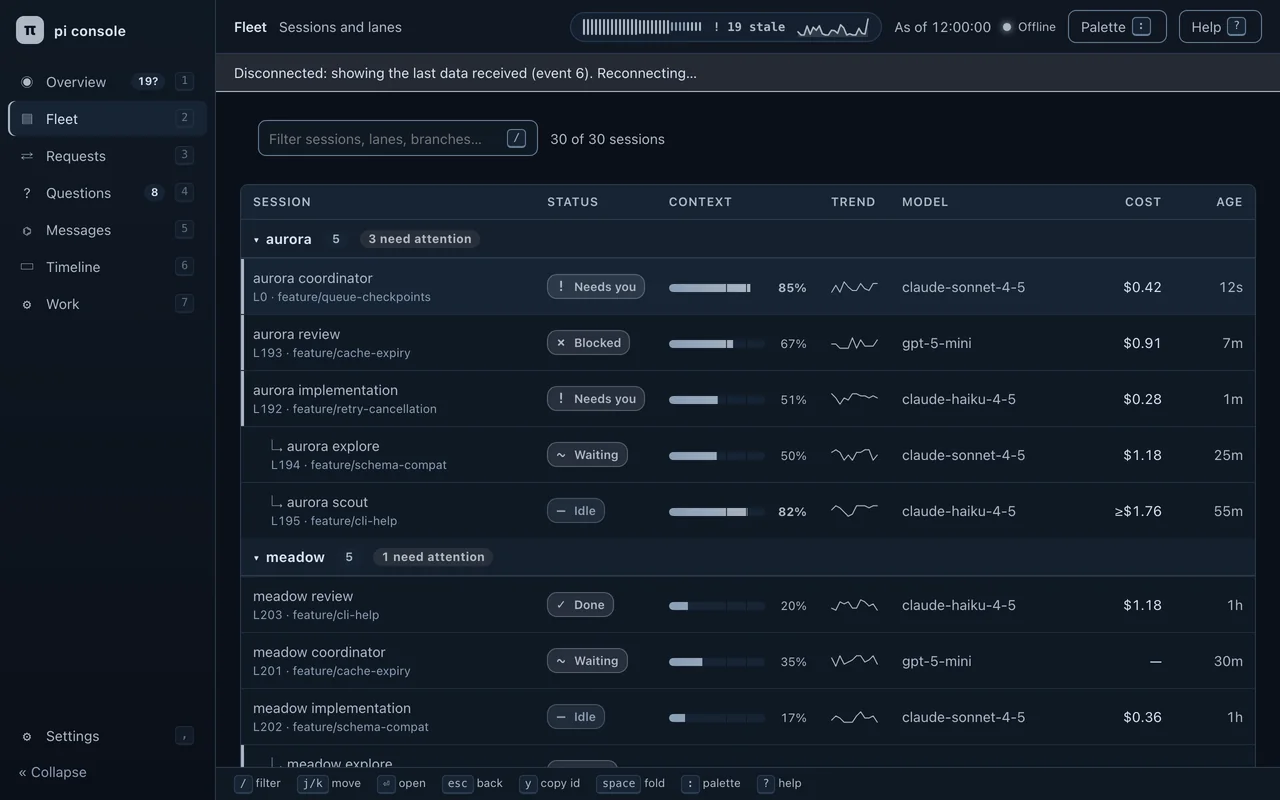 π pi console
Overview 19? 1
Fleet 2
Requests 3
? Questions 8 4
Messages 5
Timeline 6
Work 7
Settings ,
« Collapse
Fleet Sessions and lanes
! 19 stale
As of 12:00:00 Offline
Palette :
Help ?
Disconnected: showing the last data received (event 6). Reconnecting…
Filter sessions, lanes, branches… /
30 of 30 sessions
SESSION STATUS CONTEXT TREND MODEL COST AGE
▾ aurora 5 3 need attention
aurora coordinator
L0 · feature/queue-checkpoints
! Needs you 85% claude-sonnet-4-5 $0.42 12s
aurora review
L193 · feature/cache-expiry
× Blocked 67% gpt-5-mini $0.91 7m
aurora implementation
L192 · feature/retry-cancellation
! Needs you 51% claude-haiku-4-5 $0.28 1m
aurora explore
L194 · feature/schema-compat
~ Waiting 50% claude-sonnet-4-5 $1.18 25m
aurora scout
L195 · feature/cli-help
– Idle 82% claude-haiku-4-5 ≥$1.76 55m
▾ meadow 5 1 need attention
meadow review
L203 · feature/cli-help
✓ Done 20% claude-haiku-4-5 $1.18 1h
meadow coordinator
L201 · feature/cache-expiry
~ Waiting 35% gpt-5-mini — 30m
meadow implementation
L202 · feature/schema-compat
– Idle 17% claude-sonnet-4-5 $0.36 1h
meadow explore
/ filter j/k move ⏎ open esc back y copy id space fold : palette ? help